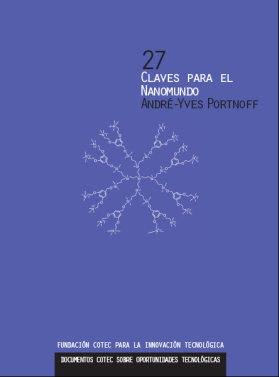 27
CLAVES PARA EL
NANOMUNDO
ANDRÉ-YVES PORTNOFF
FUNDACIÓN COTEC PARA LA INNOVACIÓN TECNOLÓGICA
DOCUMENTOS COTEC SOBRE OPORTUNIDADES TECNOLÓGICAS